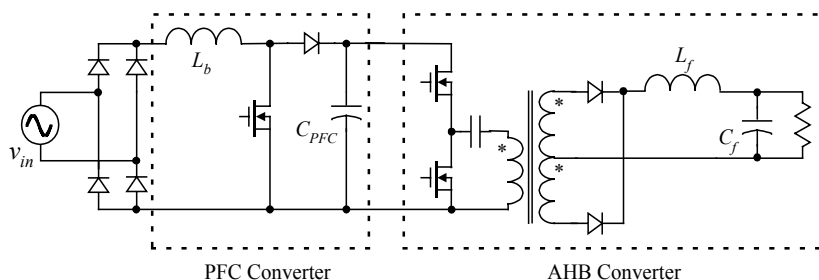 L_b
C_PFC
v_in
*
*
*
L_f
C_f
PFC Converter
AHB Converter